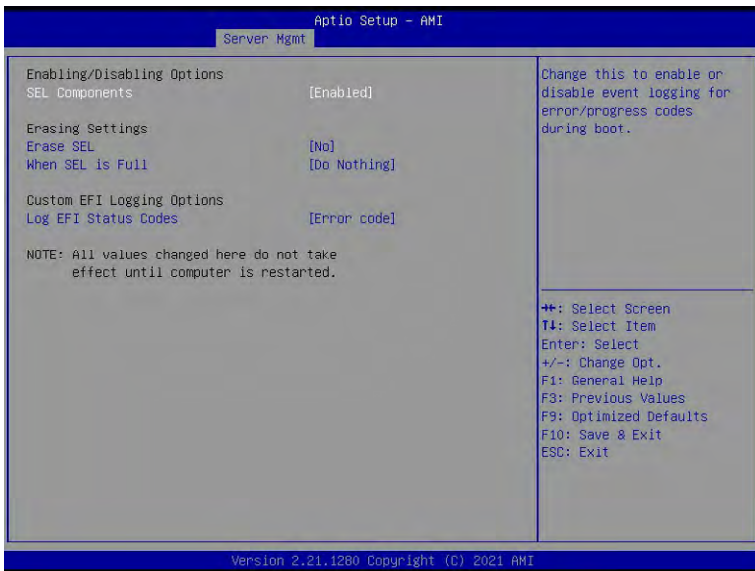 Aptio Setup - AMI
Server Mgmt
Enabling/Disabling Options
SEL Components [Enabled]
Erasing Settings
Erase SEL [No]
When SEL is Full [Do Nothing]
Custom EFI Logging Options
Log EFI Status Codes [Error code]
NOTE: All values changed here do not take
effect until computer is restarted.
Change this to enable or
disable event logging for
error/progress codes
during boot.
→←: Select Screen
↑↓: Select Item
Enter: Select
+/-: Change Opt.
F1: General Help
F3: Previous Values
F9: Optimized Defaults
F10: Save & Exit
ESC: Exit
Version 2.21.1280 Copyright (C) 2021 AMI